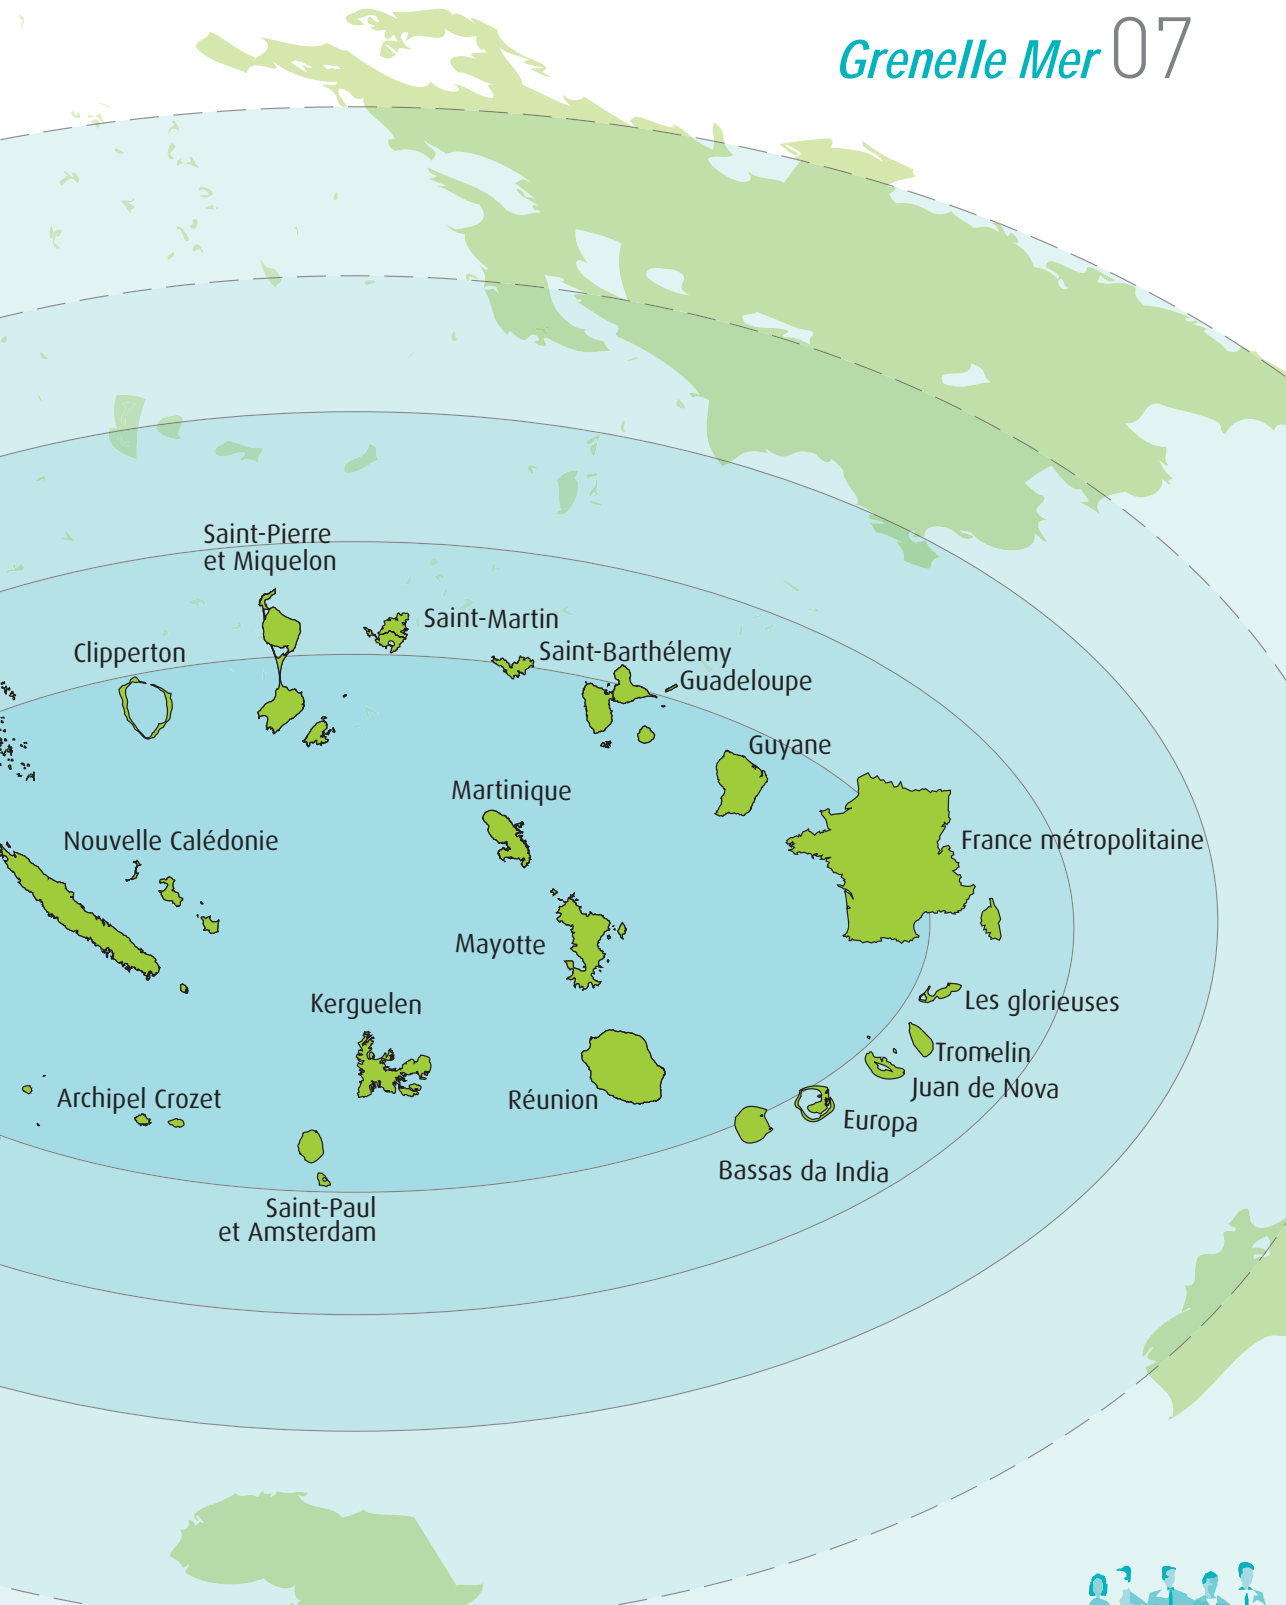 Grenelle Mer 07
Saint-Pierre
et Miquelon
Saint-Martin
Clipperton
Saint-Barthélemy
Guadeloupe
Guyane
Martinique
Nouvelle Calédonie
France métropolitaine
Mayotte
Kerguelen
Les glorieuses
Tromelin
Juan de Nova
Archipel Crozet
Réunion
Europa
Bassas da India
Saint-Paul
et Amsterdam